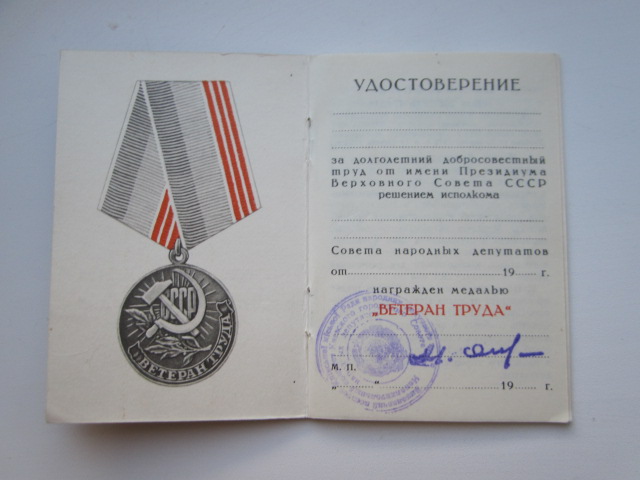 СССР
ВЕТЕРАН ТРУДА
УДОСТОВЕРЕНИЕ
за долголетний добросовестный
труд от имени Президиума
Верховного Совета СССР
решением исполкома
Совета народных депутатов
от 19 г.
награжден медалью
„ВЕТЕРАН ТРУДА“
М. П.
„ “ 19 г.